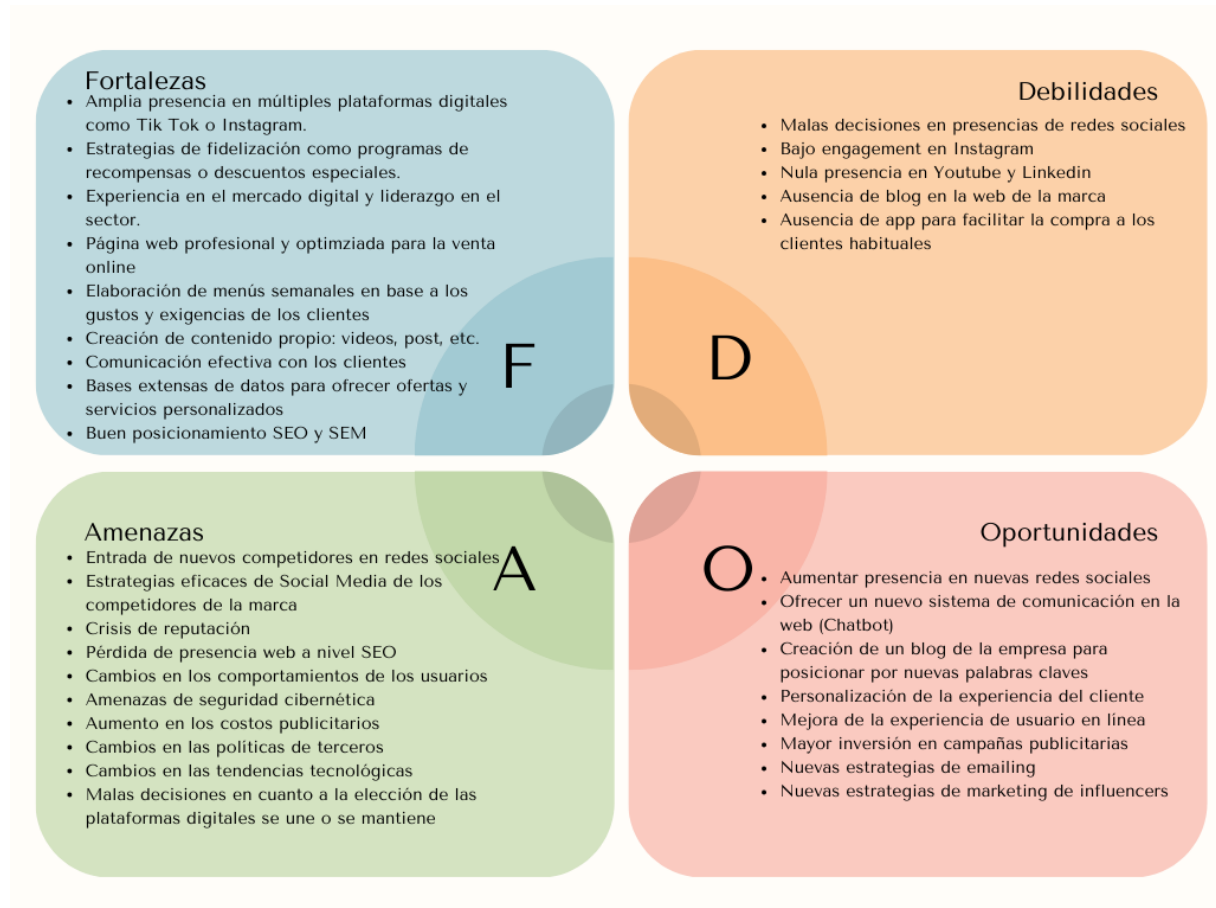 Fortalezas
• Amplia presencia en múltiples plataformas digitales
como Tik Tok o Instagram.
• Estrategias de fidelización como programas de
recompensas o descuentos especiales.
• Experiencia en el mercado digital y liderazgo en el
sector.
• Página web profesional y optimziada para la venta
online
• Elaboración de menús semanales en base a los
gustos y exigencias de los clientes
• Creación de contenido propio: videos, post, etc.
• Comunicación efectiva con los clientes
• Bases extensas de datos para ofrecer ofertas y
servicios personalizados
• Buen posicionamiento SEO y SEM
F
Debilidades
• Malas decisiones en presencias de redes sociales
• Bajo engagement en Instagram
• Nula presencia en Youtube y Linkedin
• Ausencia de blog en la web de la marca
• Ausencia de app para facilitar la compra a los
clientes habituales
D
Amenazas
• Entrada de nuevos competidores en redes sociales
• Estrategias eficaces de Social Media de los
competidores de la marca
• Crisis de reputación
• Pérdida de presencia web a nivel SEO
• Cambios en los comportamientos de los usuarios
• Amenazas de seguridad cibernética
• Aumento en los costos publicitarios
• Cambios en las políticas de terceros
• Cambios en las tendencias tecnológicas
• Malas decisiones en cuanto a la elección de las
plataformas digitales se une o se mantiene
A
Oportunidades
• Aumentar presencia en nuevas redes sociales
• Ofrecer un nuevo sistema de comunicación en la
web (Chatbot)
• Creación de un blog de la empresa para
posicionar por nuevas palabras claves
• Personalización de la experiencia del cliente
• Mejora de la experiencia de usuario en línea
• Mayor inversión en campañas publicitarias
• Nuevas estrategias de emailing
• Nuevas estrategias de marketing de influencers
O